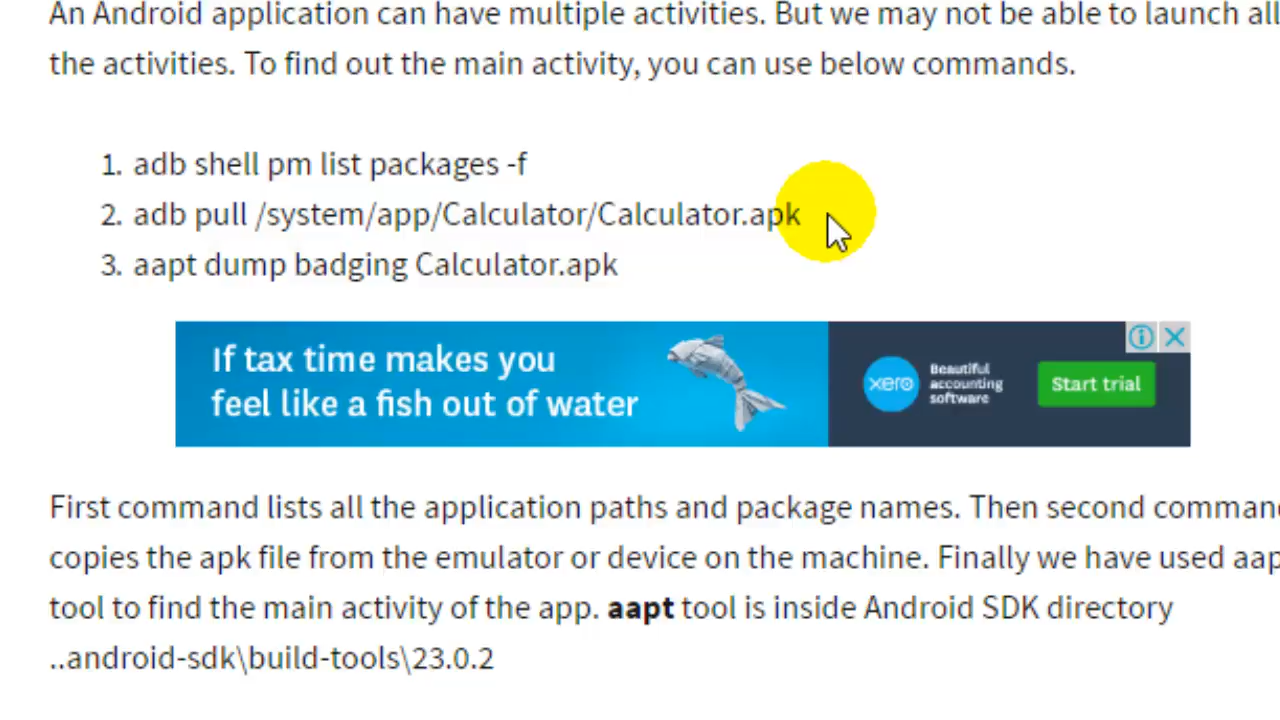 An Android application can have multiple activities. But we may not be able to launch all
the activities. To find out the main activity, you can use below commands.
1. adb shell pm list packages -f
2. adb pull /system/app/Calculator/Calculator.apk
3. aapt dump badging Calculator.apk
If tax time makes you
feel like a fish out of water
xero
Beautiful
accounting
software
Start trial
First command lists all the application paths and package names. Then second comman
copies the apk file from the emulator or device on the machine. Finally we have used aap
tool to find the main activity of the app. aapt tool is inside Android SDK directory
..android-sdk\build-tools\23.0.2